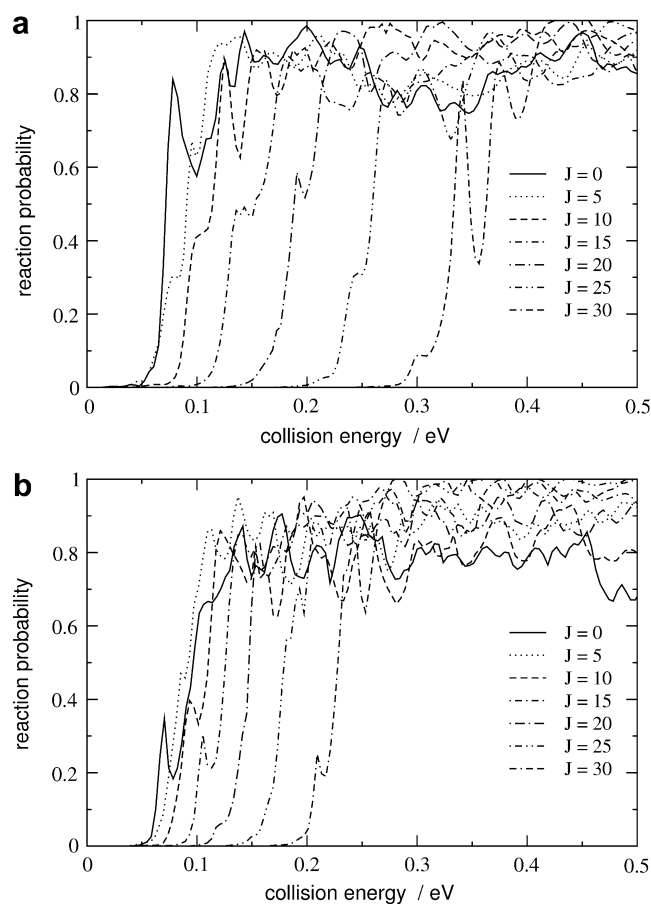 a
1
0.8
0.6
0.4
0.2
0
reaction probability
J = 0
J = 5
J = 10
J = 15
J = 20
J = 25
J = 30
0 0.1 0.2 0.3 0.4 0.5
collision energy / eV
b
1
0.8
0.6
0.4
0.2
0
reaction probability
J = 0
J = 5
J = 10
J = 15
J = 20
J = 25
J = 30
0 0.1 0.2 0.3 0.4 0.5
collision energy / eV